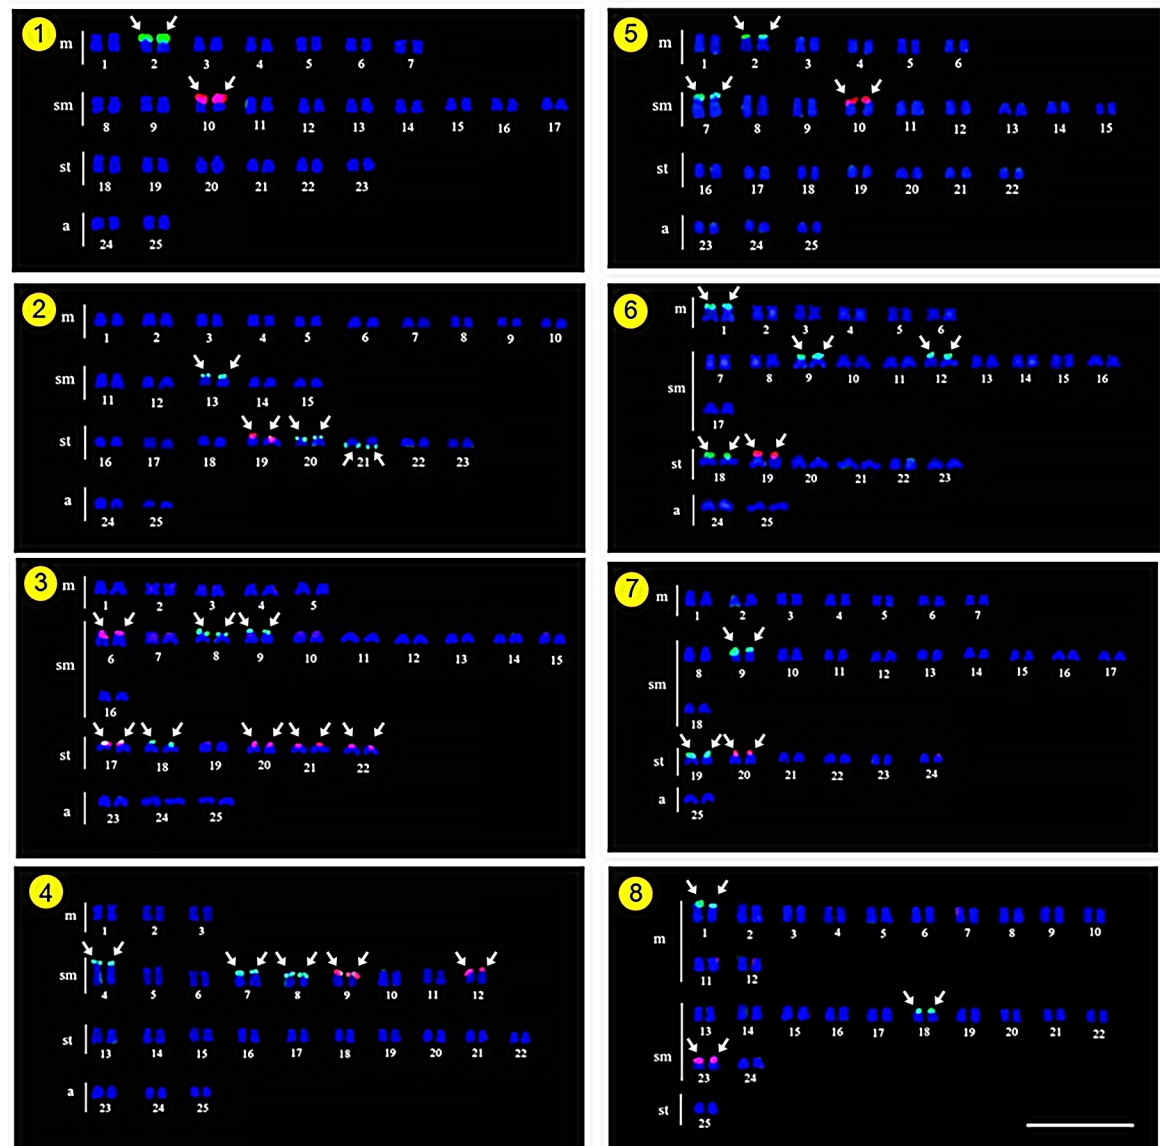 1
m
1 2 3 4 5 6 7
sm
8 9 10 11 12 13 14 15 16 17
st
18 19 20 21 22 23
a
24 25
2
m
1 2 3 4 5 6 7 8 9 10
sm
11 12 13 14 15
st
16 17 18 19 20 21 22 23
a
24 25
3
m
1 2 3 4 5
sm
6 7 8 9 10 11 12 13 14 15
16
st
17 18 19 20 21 22
a
23 24 25
4
m
1 2 3
sm
4 5 6 7 8 9 10 11 12
st
13 14 15 16 17 18 19 20 21 22
a
23 24 25
5
m
1 2 3 4 5 6
sm
7 8 9 10 11 12 13 14 15
st
16 17 18 19 20 21 22
a
23 24 25
6
m
1 2 3 4 5 6
sm
7 8 9 10 11 12 13 14 15 16
17
st
18 19 20 21 22 23
a
24 25
7
m
1 2 3 4 5 6 7
sm
8 9 10 11 12 13 14 15 16 17
18
st
19 20 21 22 23 24
a
25
8
m
1 2 3 4 5 6 7 8 9 10
11 12
sm
13 14 15 16 17 18 19 20 21 22
23 24
st
25